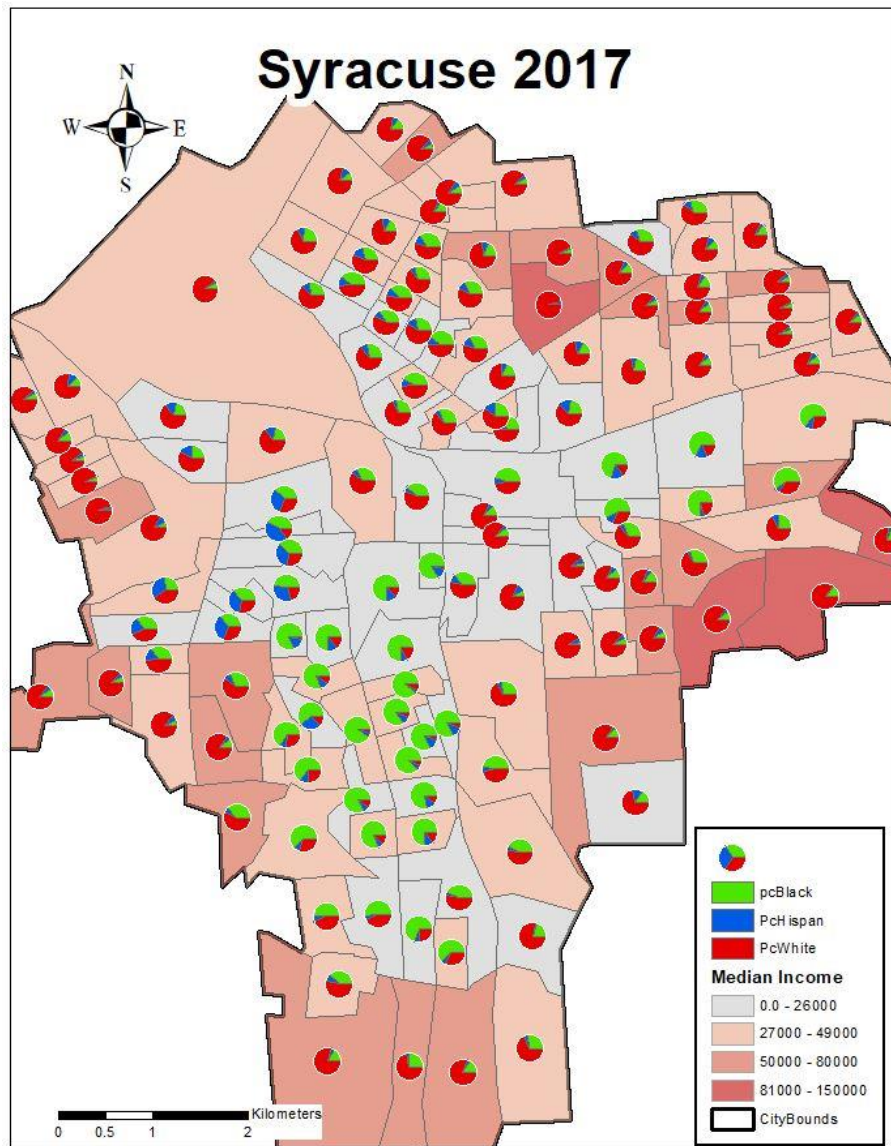 Syracuse 2017
N
W E
S
pcBlack
PcHispan
PcWhite
Median Income
0.0 - 26000
27000 - 49000
50000 - 80000
81000 - 150000
CityBounds
Kilometers
0 0.5 1 2